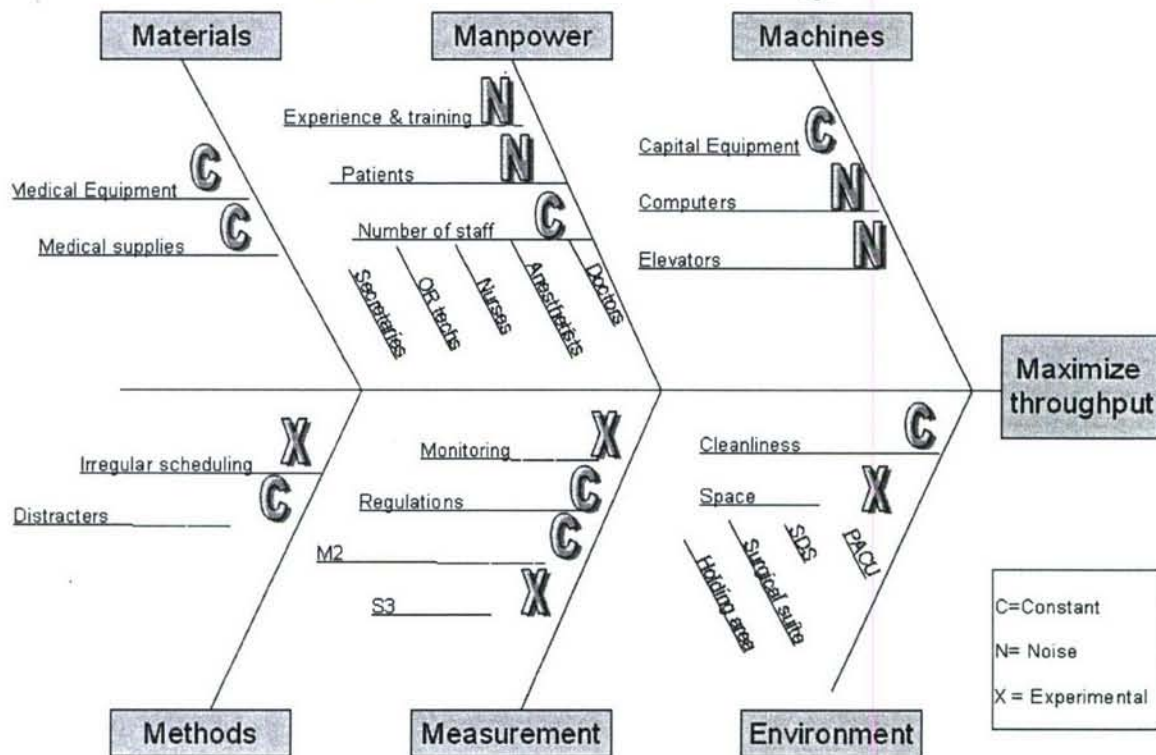 Materials
Manpower
Machines
Experience & training N
Patients N
Number of staff C
Secretaries
OR techs
Nurses
Anesthetists
Doctors
Medical Equipment C
Medical supplies C
Capital Equipment C
Computers N
Elevators N
Maximize
throughput
Irregular scheduling X
Distracters C
Monitoring X
Regulations C
M2 C
S3 X
Cleanliness C
Space X
Holding area
Surgical suite
SDS
PACU
C=Constant
N= Noise
X = Experimental
Methods
Measurement
Environment